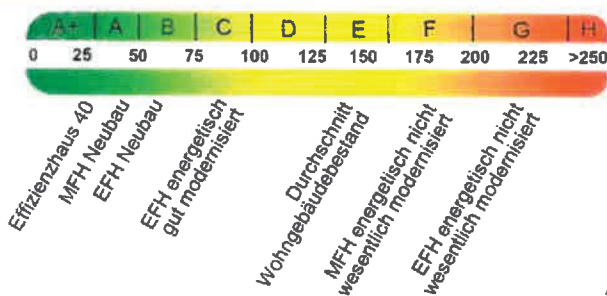 A+ A B C D E F G H
0 25 50 75 100 125 150 175 200 225 >250
Effizienzhaus 40
MFH Neubau
EFH Neubau
EFH energetisch
gut modernisiert
Durchschnitt
Wohngebäudebestand
MFH energetisch nicht
wesentlich modernisiert
EFH energetisch nicht
wesentlich modernisiert